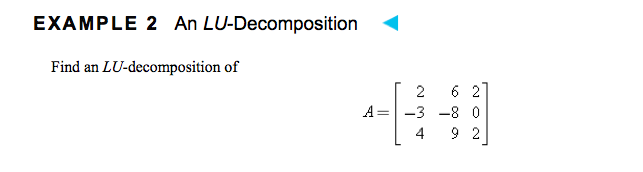 EXAMPLE 2 An LU-Decomposition
Find an LU-decomposition of
A= [ 2 6 2
-3 -8 0
4 9 2 ]